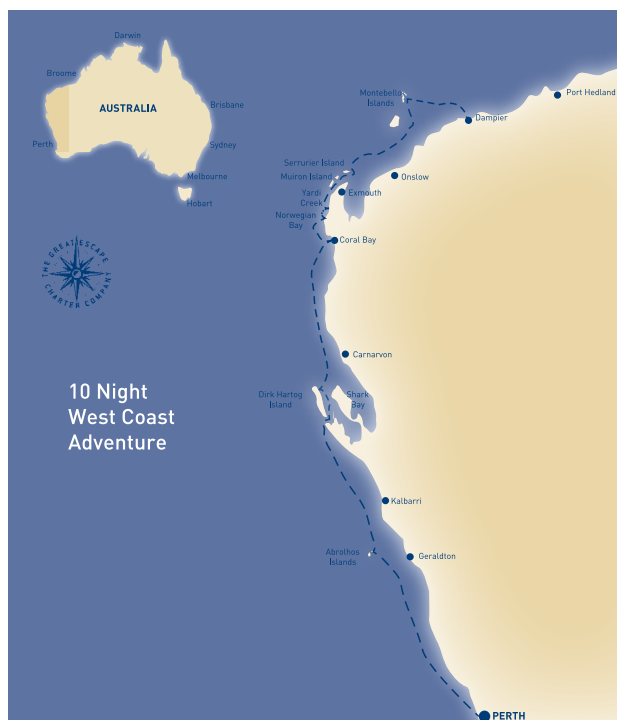 Darwin
Broome
AUSTRALIA
Brisbane
Perth
Sydney
Melbourne
Hobart
THE GREAT ESCAPE
CHARTER COMPANY
10 Night
West Coast
Adventure
Montebello
Islands
Port Hedland
Dampier
Serrurier Island
Muiron Island
Onslow
Yardi
Creek
Exmouth
Norwegian
Bay
Coral Bay
Carnarvon
Dirk Hartog
Island
Shark
Bay
Kalbarri
Abrolhos
Islands
Geraldton
PERTH